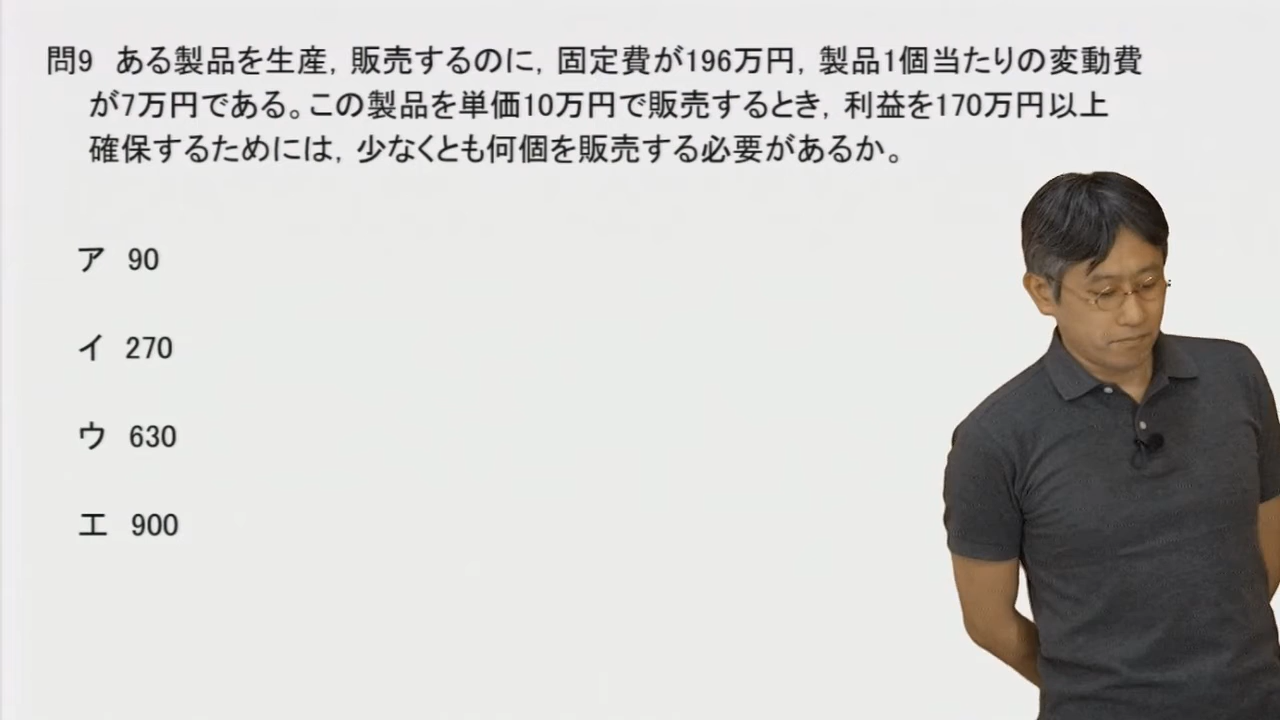 問9 ある製品を生産，販売するのに，固定費が196万円，製品1個当たりの変動費
が7万円である。この製品を単価10万円で販売するとき，利益を170万円以上
確保するためには，少なくとも何個を販売する必要があるか。
ア 90
イ 270
ウ 630
エ 900